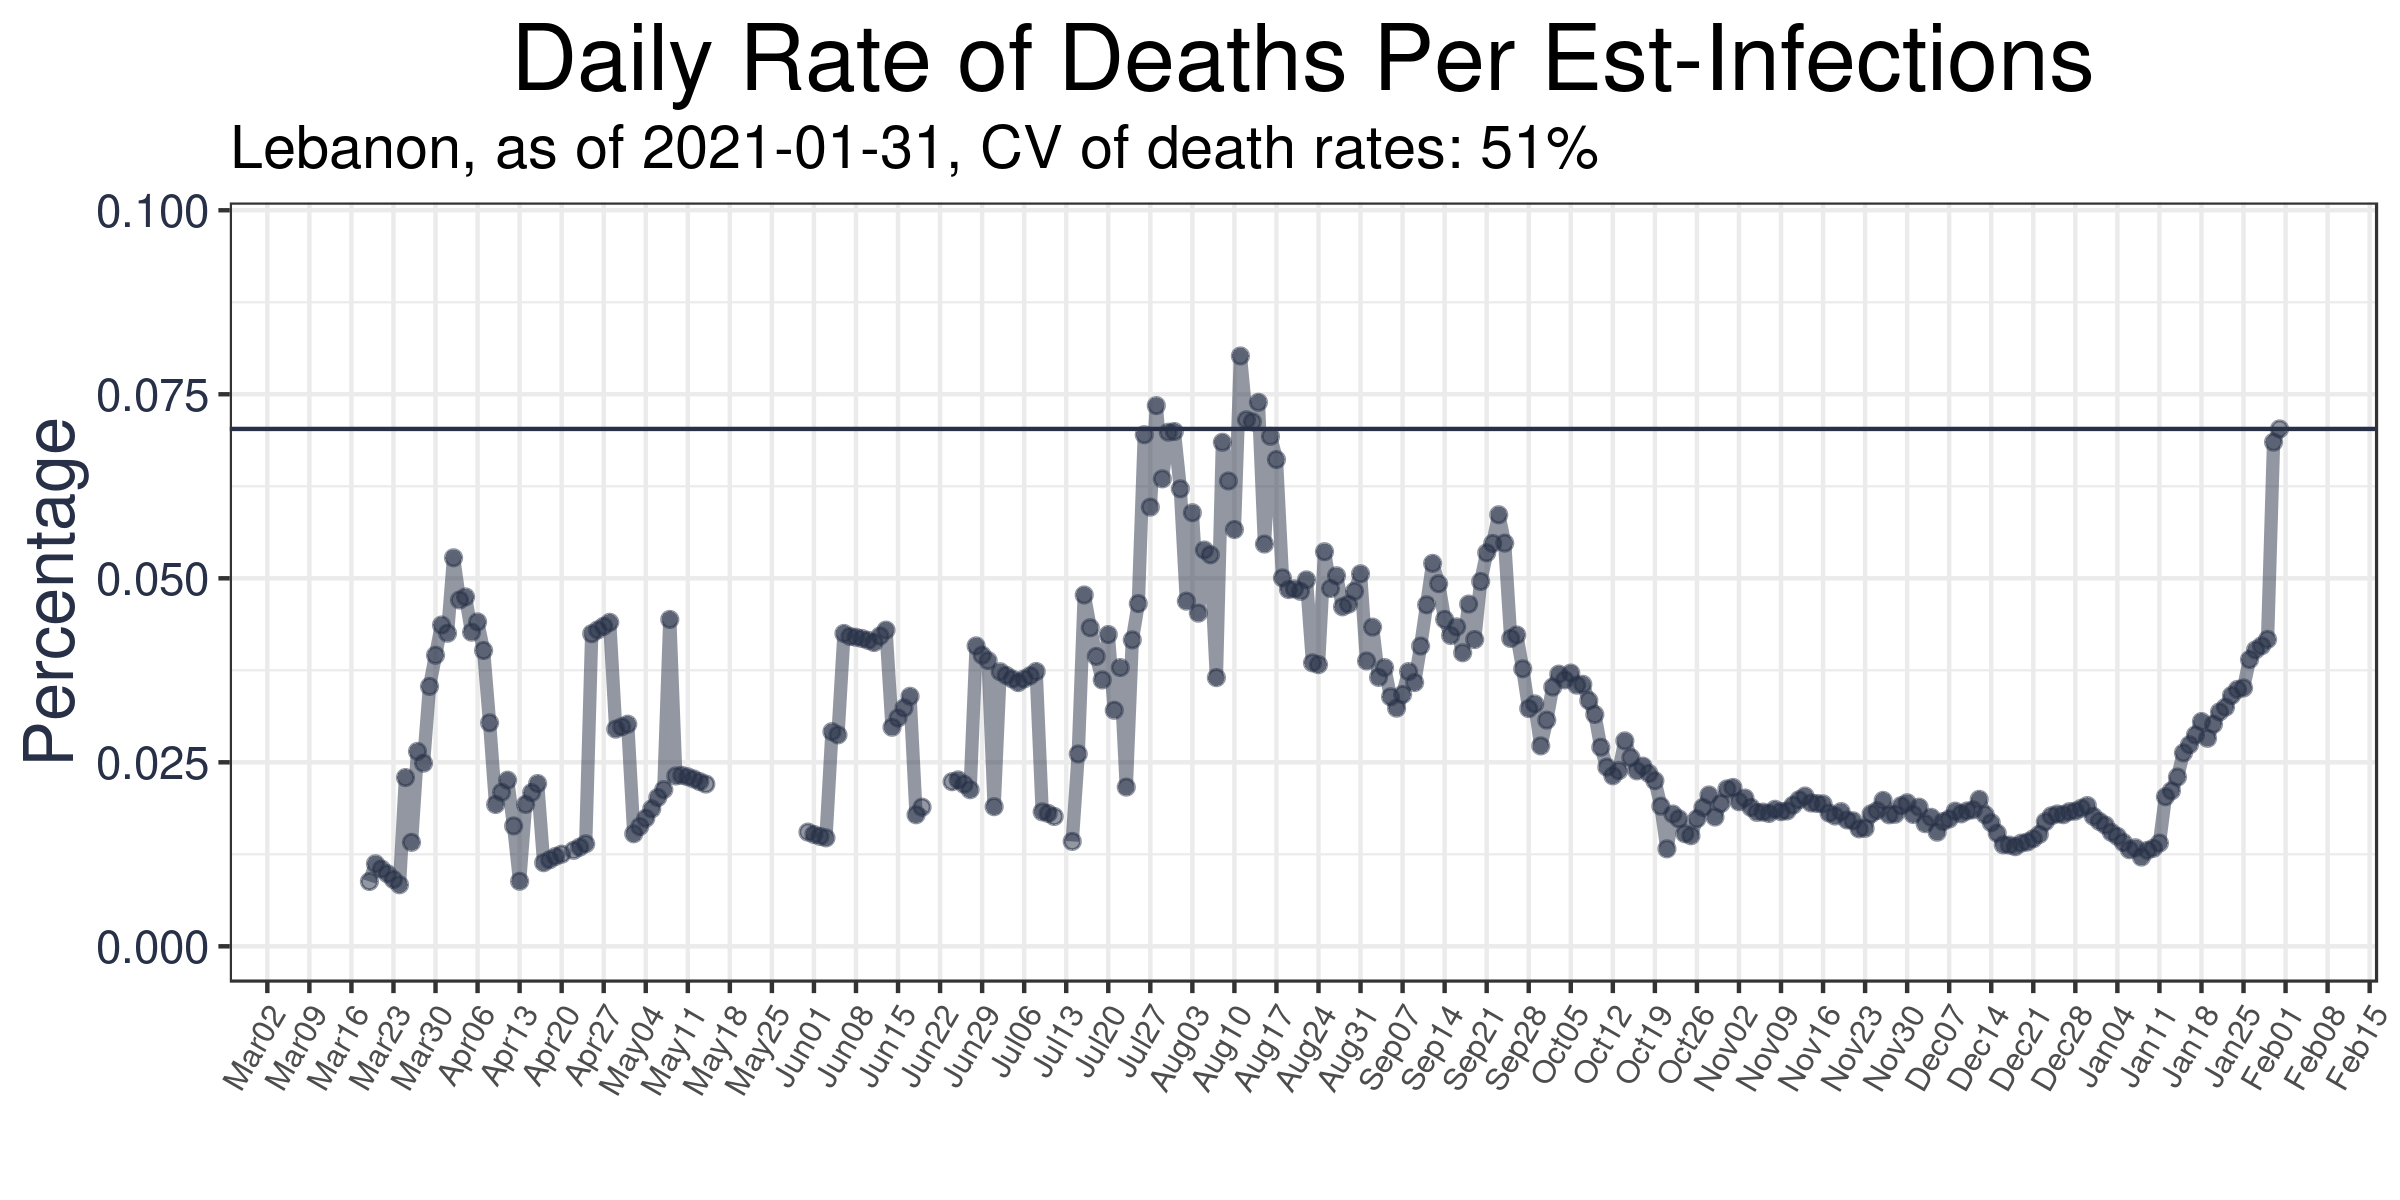 Daily Rate of Deaths Per Est-Infections
Lebanon, as of 2021-01-31, CV of death rates: 51%
Percentage
0.100
0.075
0.050
0.025
0.000
Mar02
Mar09
Mar16
Mar23
Mar30
Apr06
Apr13
Apr20
Apr27
May04
May11
May18
May25
Jun01
Jun08
Jun15
Jun22
Jun29
Jul06
Jul13
Jul20
Jul27
Aug03
Aug10
Aug17
Aug24
Aug31
Sep07
Sep14
Sep21
Sep28
Oct05
Oct12
Oct19
Oct26
Nov02
Nov09
Nov16
Nov23
Nov30
Dec07
Dec14
Dec21
Dec28
Jan04
Jan11
Jan18
Jan25
Feb01
Feb08
Feb15